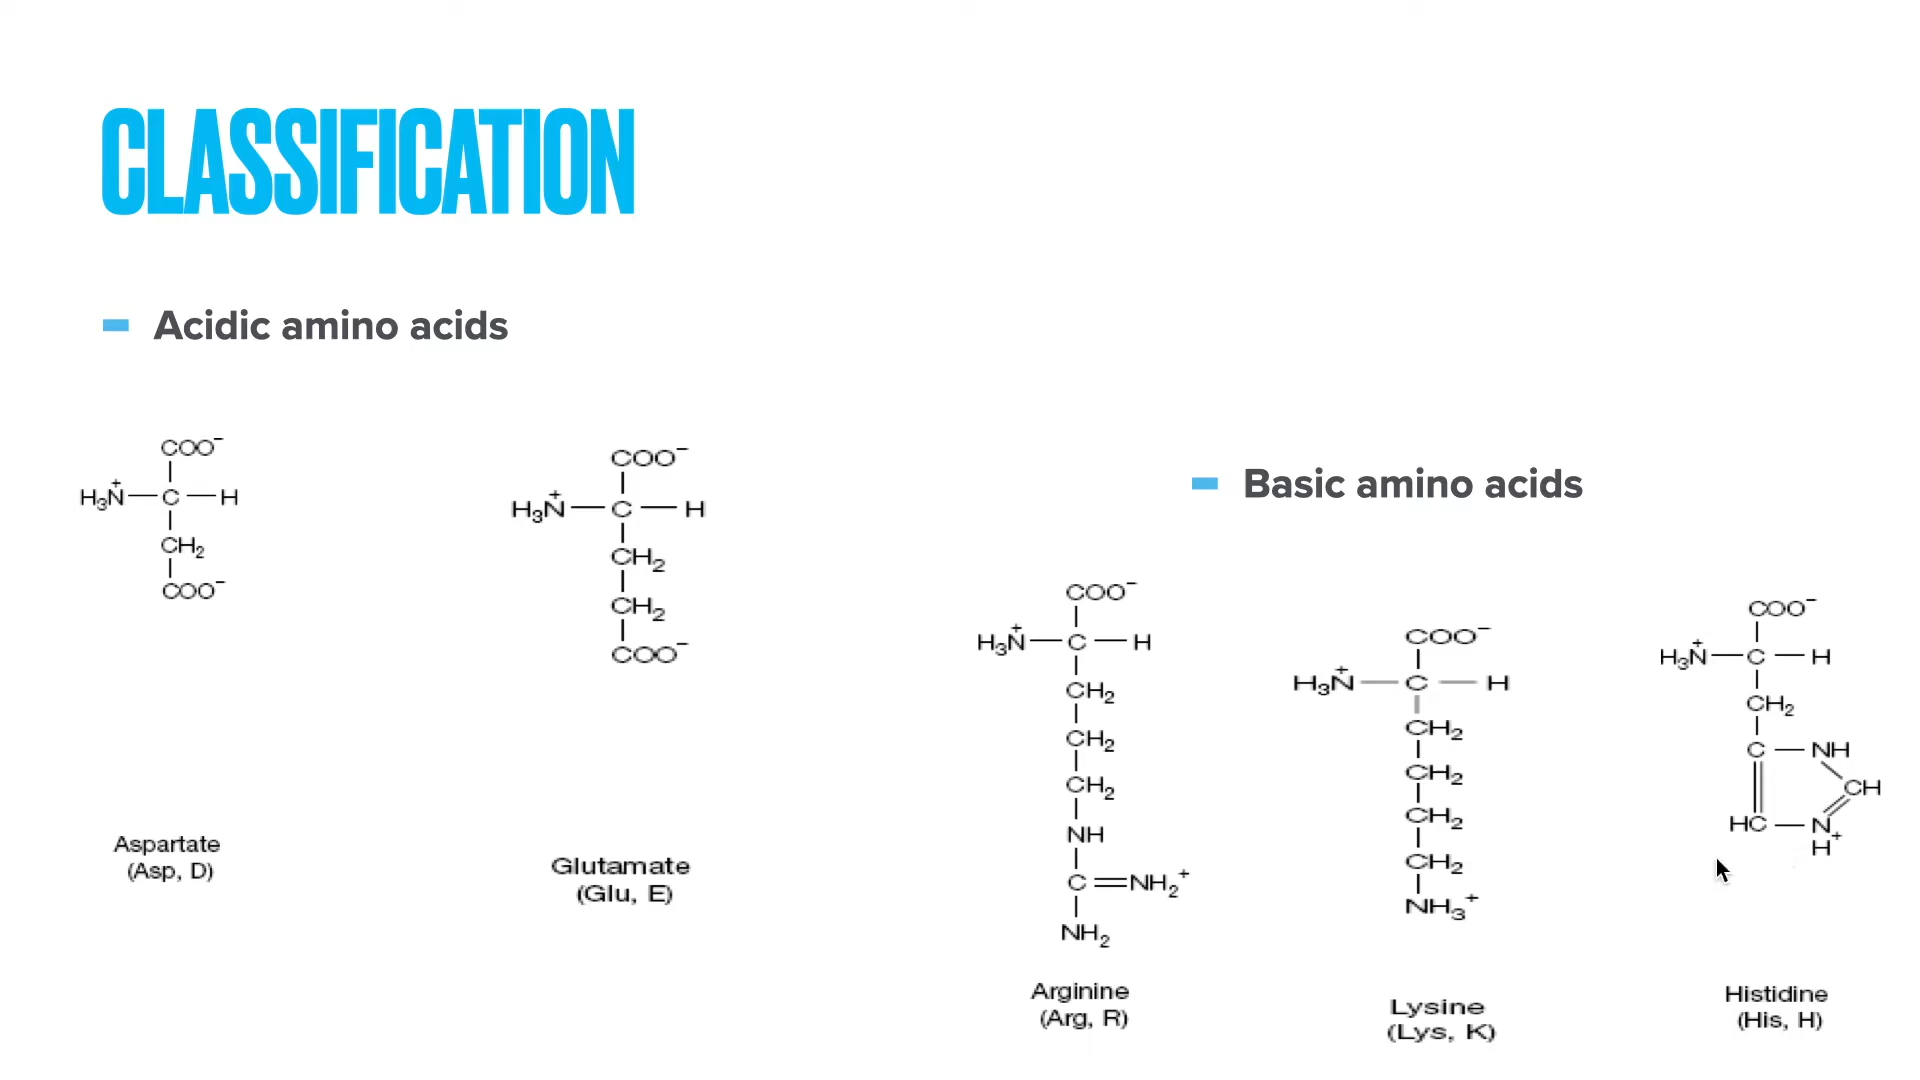 CLASSIFICATION
Acidic amino acids
COO⁻
H₃N⁺—C—H
CH₂
COO⁻
Aspartate
(Asp, D)
COO⁻
H₃N⁺—C—H
CH₂
CH₂
COO⁻
Glutamate
(Glu, E)
Basic amino acids
COO⁻
H₃N⁺—C—H
CH₂
CH₂
CH₂
NH
C=NH₂⁺
NH₂
Arginine
(Arg, R)
COO⁻
H₃N⁺—C—H
CH₂
CH₂
CH₂
CH₂
NH₃⁺
Lysine
(Lys, K)
COO⁻
H₃N⁺—C—H
CH₂
C—NH
CH
HC—N⁺
H
Histidine
(His, H)